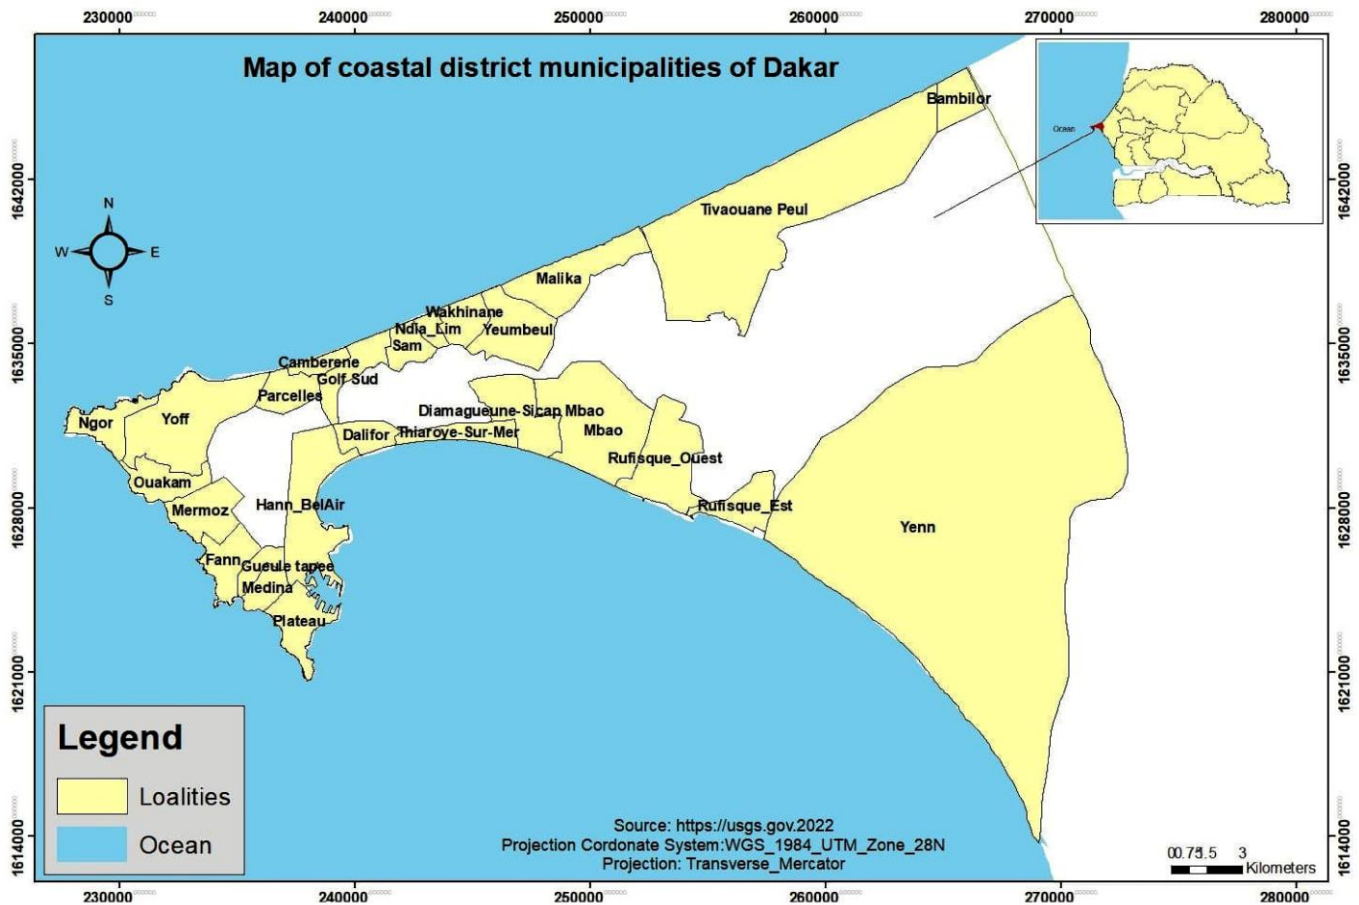 230000 240000 250000 260000 270000 280000
Map of coastal district municipalities of Dakar
Bambilor
Ocean
1642000
1642000
Tivaouane Peul
N
W E
S
Malika
Wakhinane
Ndia_Lim
Yeumbeul
Sam
1635000
1635000
Camberene
Golf Sud
Parcelles
Diamagueune-Sicap Mbao
Ngor
Yoff
Mbao
Dalifor
Thiaroye-Sur-Mer
Rufisque_Ouest
Ouakam
Hann_BelAir
Rufisque_Est
Mermoz
1628000
1628000
Yenn
Fann
Gueule tapee
Medina
Plateau
1621000
1621000
Legend
Loalities
Ocean
Source: https://usgs.gov.2022
Projection Cordonate System:WGS_1984_UTM_Zone_28N
Projection: Transverse_Mercator
1614000
1614000
00.751.5 3
Kilometers
230000 240000 250000 260000 270000 280000